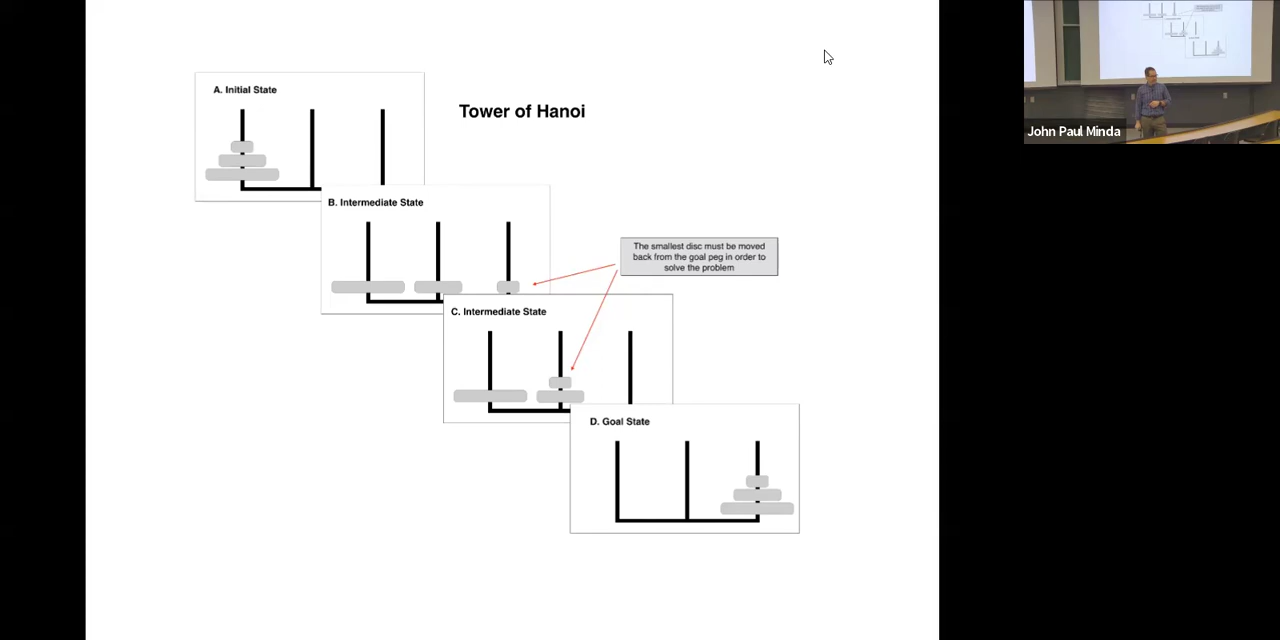 A. Initial State
Tower of Hanoi
B. Intermediate State
The smallest disc must be moved
back from the goal peg in order to
solve the problem
C. Intermediate State
D. Goal State
John Paul Minda